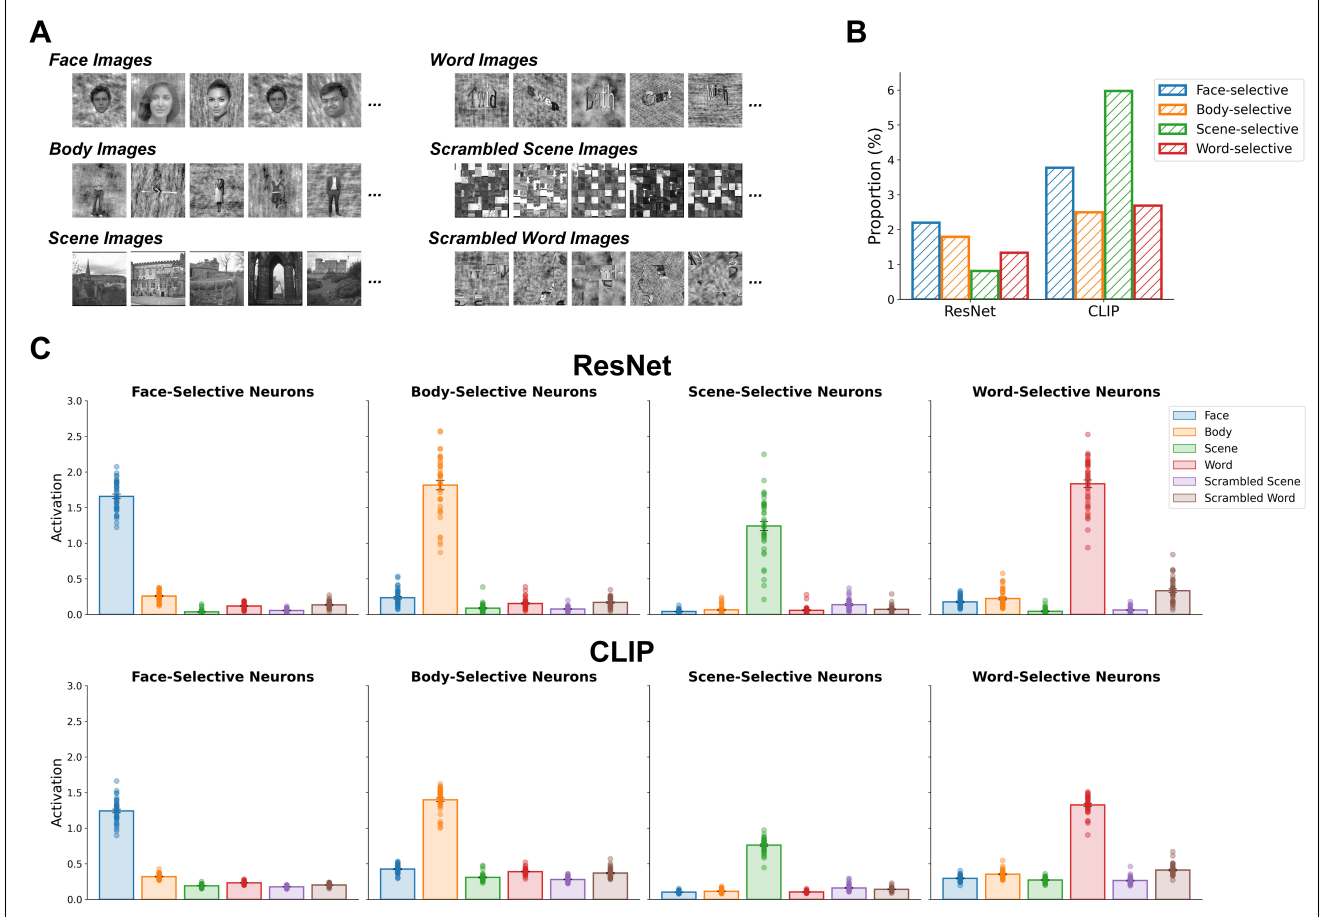 A
Face Images
...
Word Images
...
Body Images
...
Scrambled Scene Images
...
Scene Images
...
Scrambled Word Images
...
B
Proportion (%)
6
5
4
3
2
1
0
ResNet
CLIP
Face-selective
Body-selective
Scene-selective
Word-selective
C
ResNet
Face-Selective Neurons
Body-Selective Neurons
Scene-Selective Neurons
Word-Selective Neurons
Activation
3.0
2.5
2.0
1.5
1.0
0.5
0.0
Face
Body
Scene
Word
Scrambled Scene
Scrambled Word
CLIP
Face-Selective Neurons
Body-Selective Neurons
Scene-Selective Neurons
Word-Selective Neurons
Activation
3.0
2.5
2.0
1.5
1.0
0.5
0.0